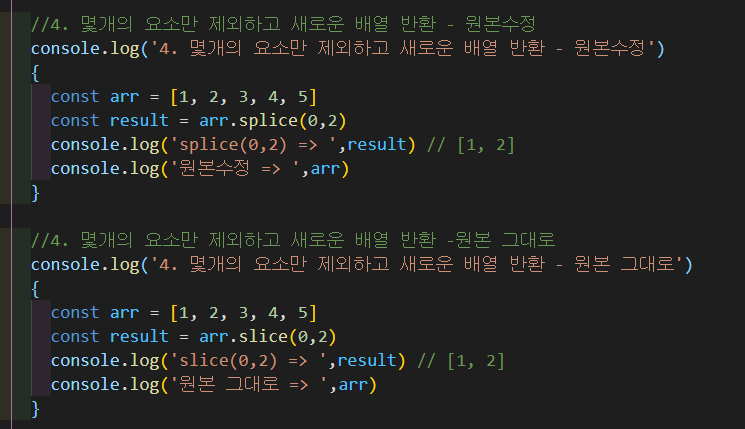 //4. 몇개의 요소만 제외하고 새로운 배열 반환 - 원본수정
console.log('4. 몇개의 요소만 제외하고 새로운 배열 반환 - 원본수정')
{
const arr = [1, 2, 3, 4, 5]
const result = arr.splice(0,2)
console.log('splice(0,2) => ',result) // [1, 2]
console.log('원본수정 => ',arr)
}
//4. 몇개의 요소만 제외하고 새로운 배열 반환 -원본 그대로
console.log('4. 몇개의 요소만 제외하고 새로운 배열 반환 - 원본 그대로')
{
const arr = [1, 2, 3, 4, 5]
const result = arr.slice(0,2)
console.log('slice(0,2) => ',result) // [1, 2]
console.log('원본 그대로 => ',arr)
}